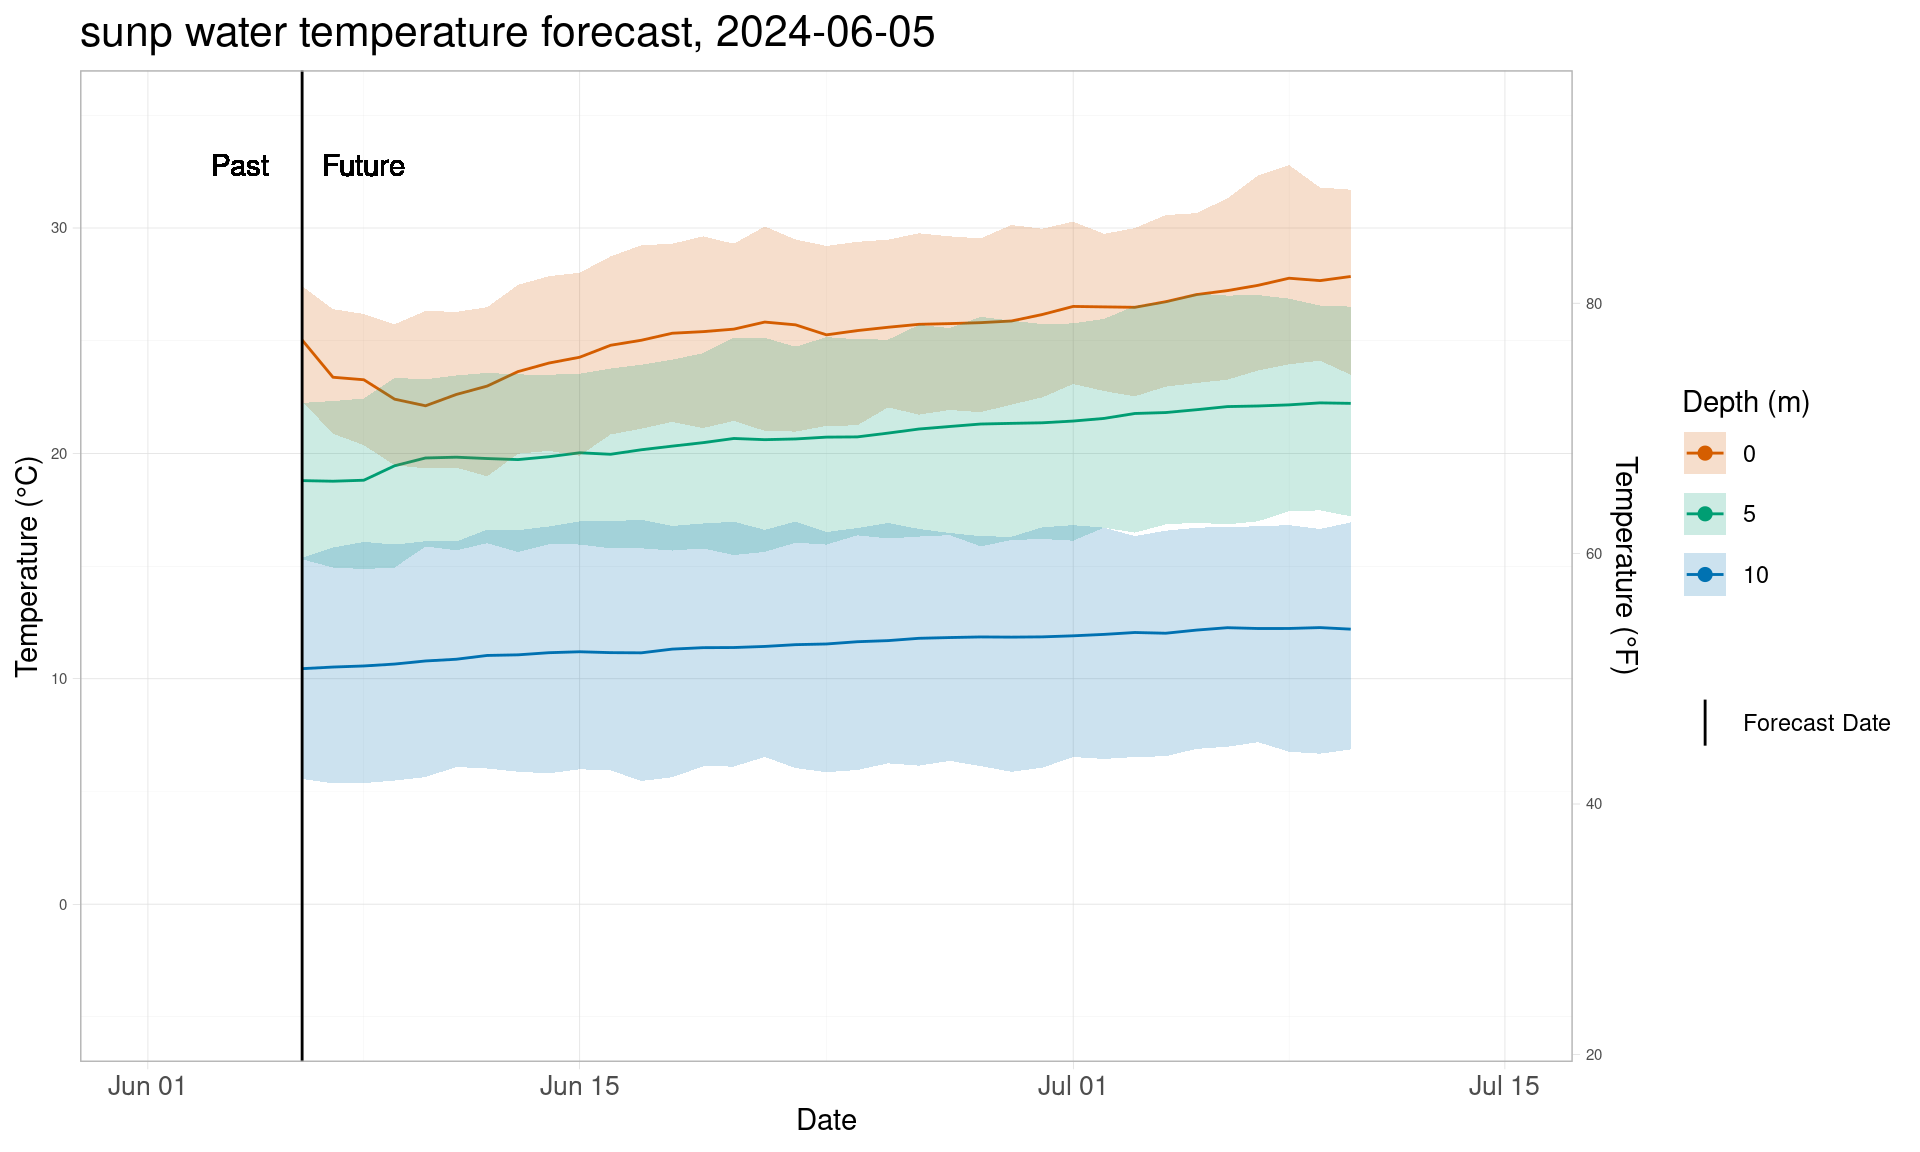 sunp water temperature forecast, 2024-06-05
Past
Future
30
20
10
0
Temperature (°C)
80
60
40
20
Temperature (°F)
Jun 01
Jun 15
Jul 01
Jul 15
Date
Depth (m)
0
5
10
Forecast Date